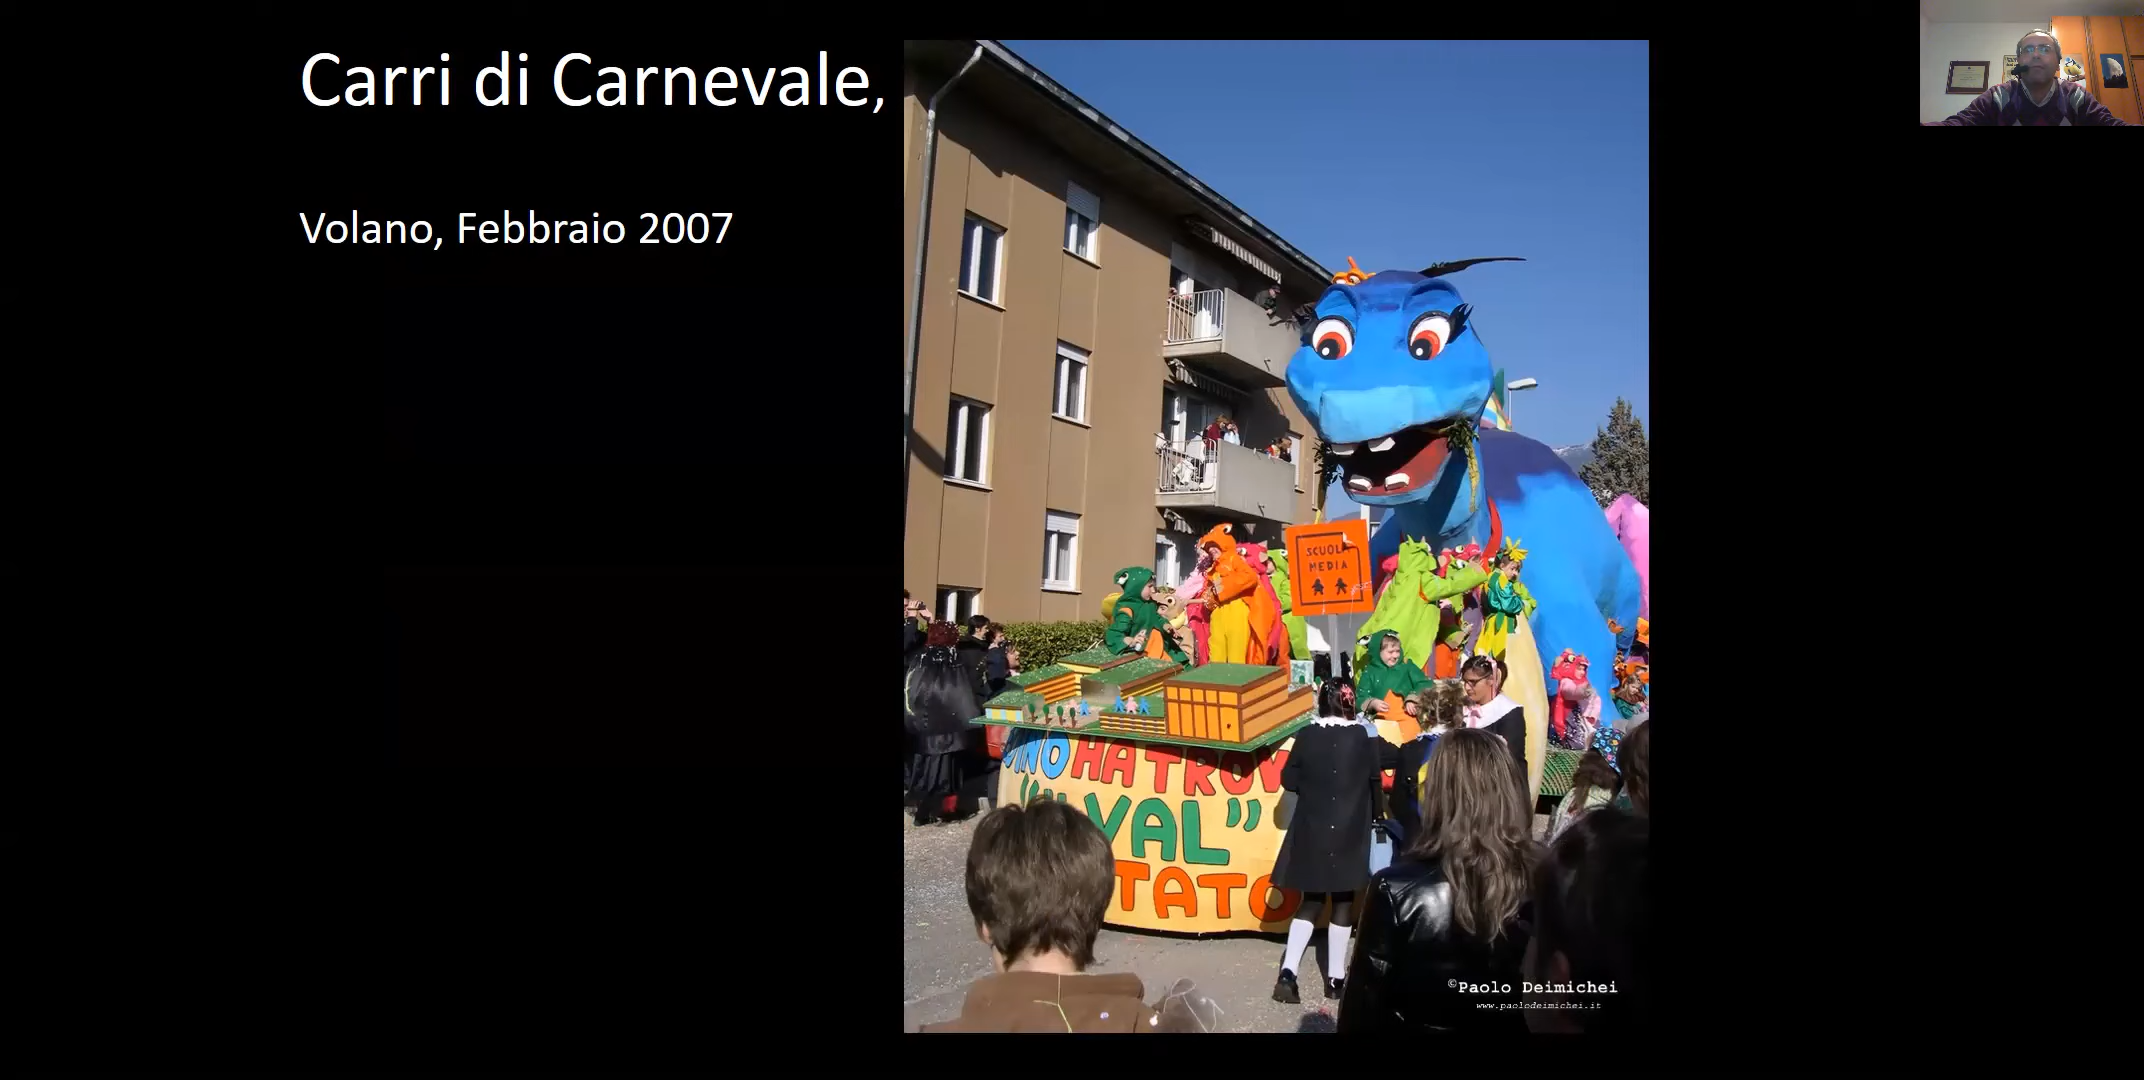 Carri di Carnevale,
Volano, Febbraio 2007
SCUOLA
MEDIA
HA TROV
VAL”
TATO
©Paolo Deimichei
www.paolodeimichei.it